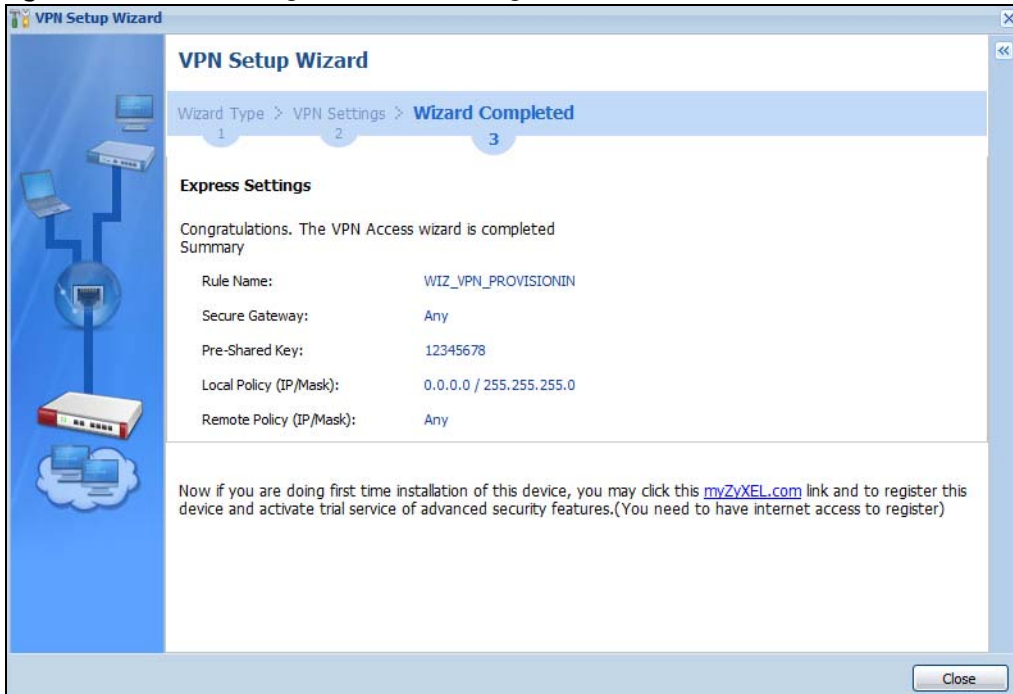 VPN Setup Wizard
VPN Setup Wizard
Wizard Type > VPN Settings > Wizard Completed
1 2 3
Express Settings
Congratulations. The VPN Access wizard is completed
Summary
Rule Name: WIZ_VPN_PROVISIONIN
Secure Gateway: Any
Pre-Shared Key: 12345678
Local Policy (IP/Mask): 0.0.0.0 / 255.255.255.0
Remote Policy (IP/Mask): Any
Now if you are doing first time installation of this device, you may click this myZyXEL.com link and to register this
device and activate trial service of advanced security features.(You need to have internet access to register)
Close